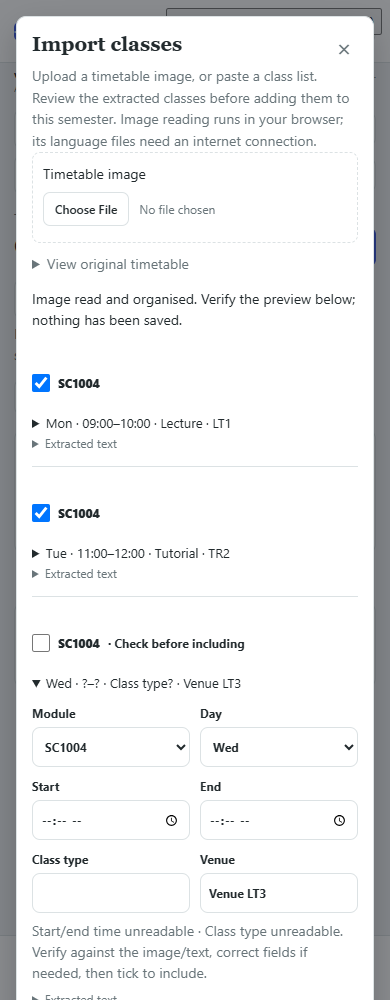 Import classes
Upload a timetable image, or paste a class list.
Review the extracted classes before adding them to
this semester. Image reading runs in your browser;
its language files need an internet connection.
Timetable image
Choose File No file chosen
View original timetable
Image read and organised. Verify the preview below;
nothing has been saved.
SC1004
Mon · 09:00–10:00 · Lecture · LT1
Extracted text
SC1004
Tue · 11:00–12:00 · Tutorial · TR2
Extracted text
SC1004 · Check before including
Wed · ?–? · Class type? · Venue LT3
Module Day
SC1004 Wed
Start End
--:-- -- --:-- --
Class type Venue
Venue LT3
Start/end time unreadable · Class type unreadable.
Verify against the image/text, correct fields if
needed, then tick to include.
Extracted text